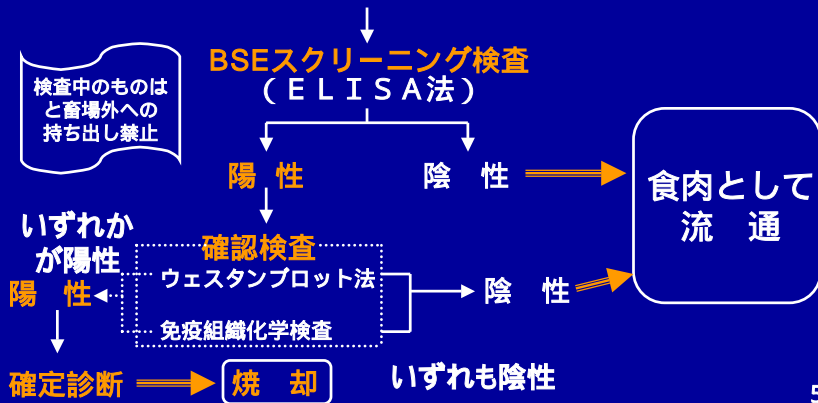 BSEスクリーニング検査
（ＥＬＩＳＡ法）
検査中のものは
と畜場外への
持ち出し禁止
陽 性
陰 性
食肉として
流 通
いずれか
が陽性
確認検査
ウェスタンブロット法
陽 性
陰 性
免疫組織化学検査
確定診断
焼 却
いずれも陰性
5